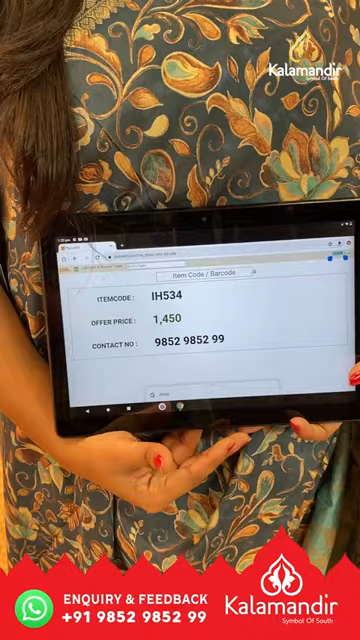 Kalamandir
Symbol Of South
Item Code / Barcode
ITEMCODE : IH534
OFFER PRICE : 1,450
CONTACT NO : 9852 9852 99
ENQUIRY & FEEDBACK
+91 9852 9852 99
Kalamandir
Symbol Of South